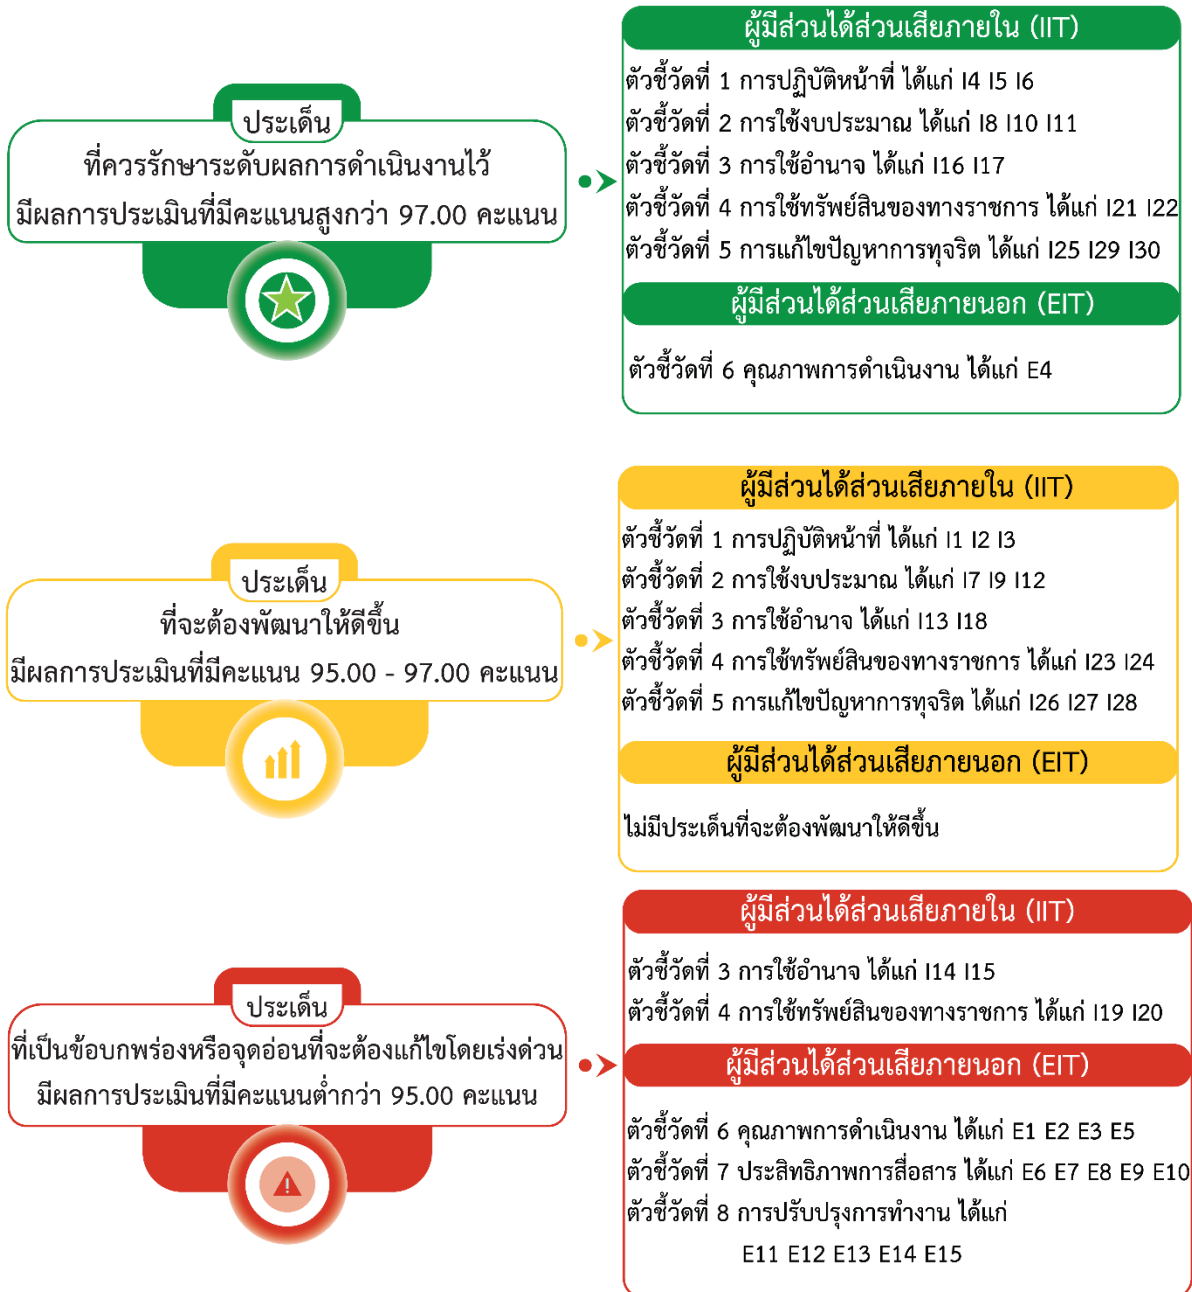 ประเด็น
ที่ควรรักษาระดับผลการดำเนินงานไว้
มีผลการประเมินที่มีคะแนนสูงกว่า 97.00 คะแนน
ผู้มีส่วนได้ส่วนเสียภายใน (IIT)
ตัวชี้วัดที่ 1 การปฏิบัติหน้าที่ ได้แก่ I4 I5 I6
ตัวชี้วัดที่ 2 การใช้งบประมาณ ได้แก่ I8 I10 I11
ตัวชี้วัดที่ 3 การใช้อำนาจ ได้แก่ I16 I17
ตัวชี้วัดที่ 4 การใช้ทรัพย์สินของทางราชการ ได้แก่ I21 I22
ตัวชี้วัดที่ 5 การแก้ไขปัญหาการทุจริต ได้แก่ I25 I29 I30
ผู้มีส่วนได้ส่วนเสียภายนอก (EIT)
ตัวชี้วัดที่ 6 คุณภาพการดำเนินงาน ได้แก่ E4
ประเด็น
ที่จะต้องพัฒนาให้ดีขึ้น
มีผลการประเมินที่มีคะแนน 95.00 - 97.00 คะแนน
ผู้มีส่วนได้ส่วนเสียภายใน (IIT)
ตัวชี้วัดที่ 1 การปฏิบัติหน้าที่ ได้แก่ I1 I2 I3
ตัวชี้วัดที่ 2 การใช้งบประมาณ ได้แก่ I7 I9 I12
ตัวชี้วัดที่ 3 การใช้อำนาจ ได้แก่ I13 I18
ตัวชี้วัดที่ 4 การใช้ทรัพย์สินของทางราชการ ได้แก่ I23 I24
ตัวชี้วัดที่ 5 การแก้ไขปัญหาการทุจริต ได้แก่ I26 I27 I28
ผู้มีส่วนได้ส่วนเสียภายนอก (EIT)
ไม่มีประเด็นที่จะต้องพัฒนาให้ดีขึ้น
ประเด็น
ที่เป็นข้อบกพร่องหรือจุดอ่อนที่จะต้องแก้ไขโดยเร่งด่วน
มีผลการประเมินที่มีคะแนนต่ำกว่า 95.00 คะแนน
ผู้มีส่วนได้ส่วนเสียภายใน (IIT)
ตัวชี้วัดที่ 3 การใช้อำนาจ ได้แก่ I14 I15
ตัวชี้วัดที่ 4 การใช้ทรัพย์สินของทางราชการ ได้แก่ I19 I20
ผู้มีส่วนได้ส่วนเสียภายนอก (EIT)
ตัวชี้วัดที่ 6 คุณภาพการดำเนินงาน ได้แก่ E1 E2 E3 E5
ตัวชี้วัดที่ 7 ประสิทธิภาพการสื่อสาร ได้แก่ E6 E7 E8 E9 E10
ตัวชี้วัดที่ 8 การปรับปรุงการทำงาน ได้แก่
E11 E12 E13 E14 E15